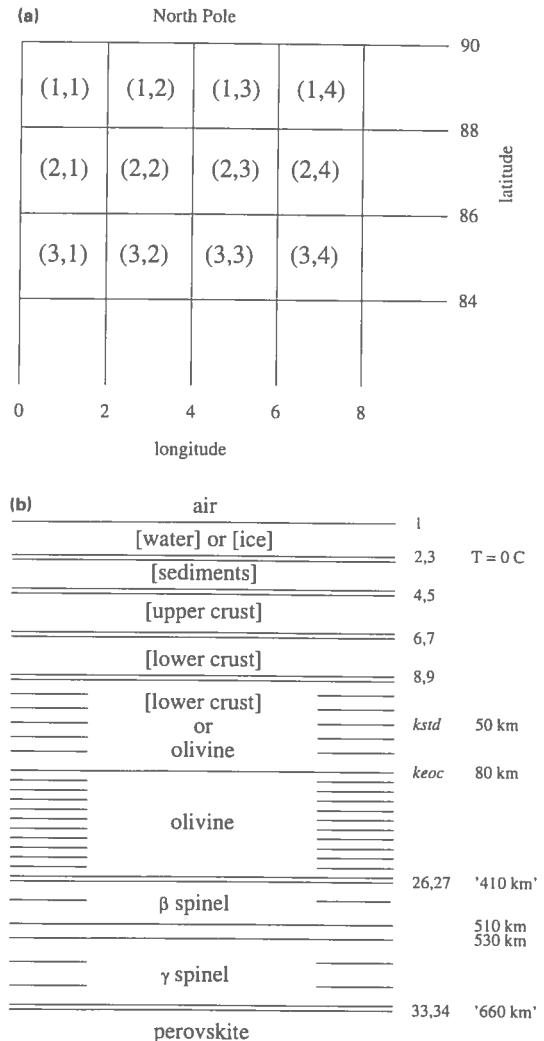 (a) North Pole
90
(1,1) (1,2) (1,3) (1,4)
88
(2,1) (2,2) (2,3) (2,4)
latitude
86
(3,1) (3,2) (3,3) (3,4)
84
0 2 4 6 8
longitude
(b) air
1
[water] or [ice]
2,3 T = 0 C
[sediments]
4,5
[upper crust]
6,7
[lower crust]
8,9
[lower crust]
or
kstd 50 km
olivine
keoc 80 km
olivine
26,27 '410 km'
β spinel
510 km
530 km
γ spinel
33,34 '660 km'
perovskite